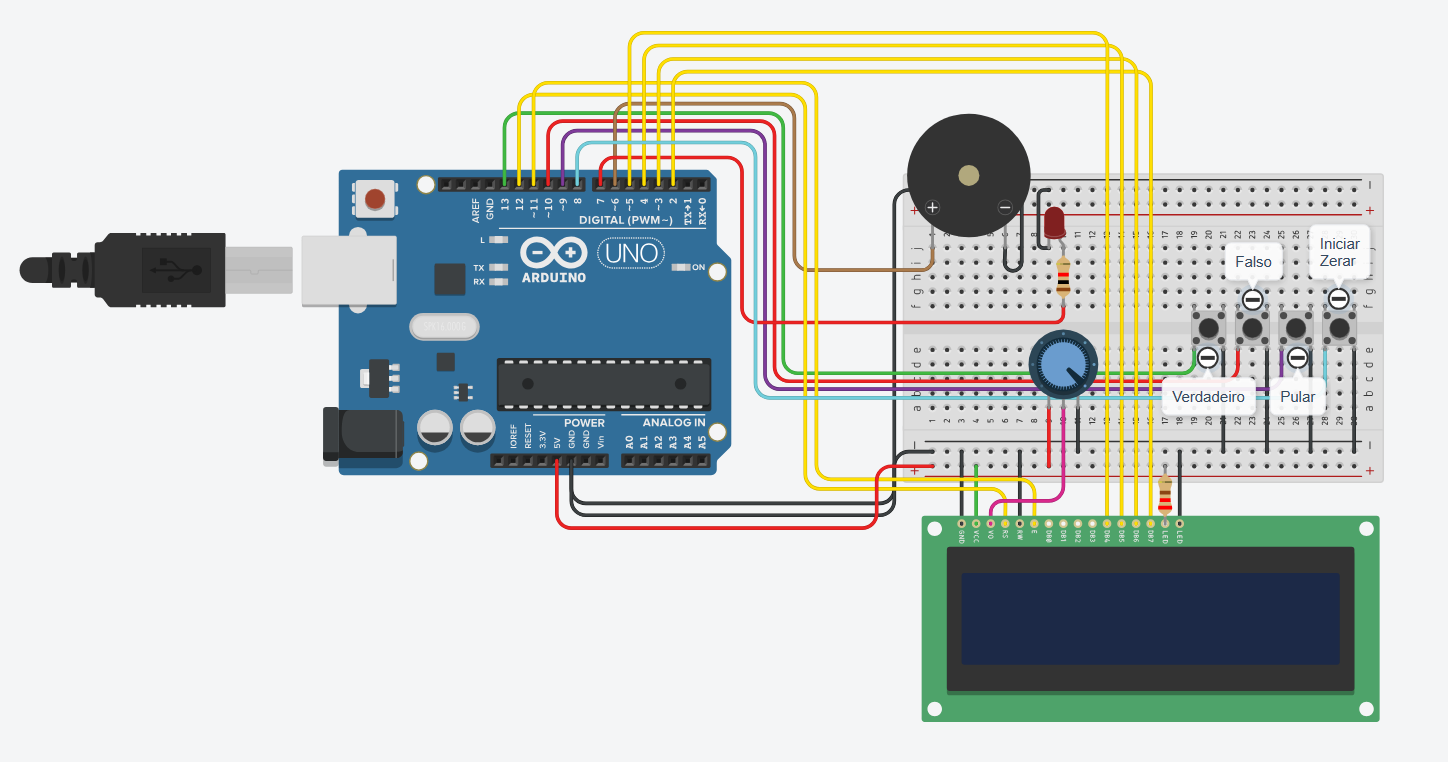 AREF
GND
13
12
~11
~10
~9
8
7
~6
~5
4
~3
2
TX→1
RX←0
DIGITAL (PWM~)
L
TX
RX
UNO
ON
ARDUINO
POWER
ANALOG IN
IOREF
RESET
3.3V
5V
GND
GND
Vin
A0
A1
A2
A3
A4
A5
Falso
Iniciar
Zerar
Verdadeiro
Pular
GND
VCC
V0
RS
RW
E
DB0
DB1
DB2
DB3
DB4
DB5
DB6
DB7
LED
LED